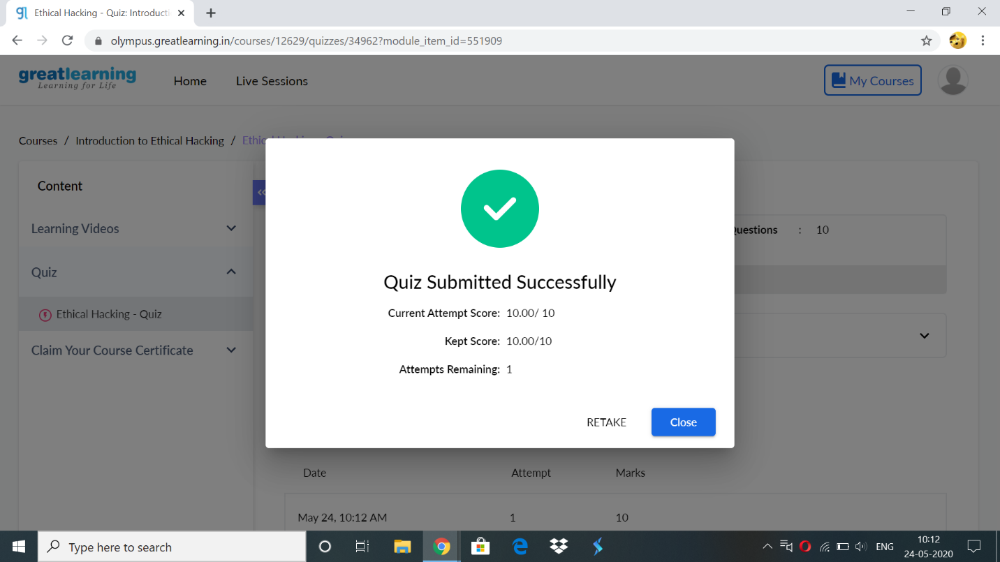 Ethical Hacking - Quiz: Introducti
olympus.greatlearning.in/courses/12629/quizzes/34962?module_item_id=551909
greatlearning
Learning for Life
Home
Live Sessions
My Courses
Courses / Introduction to Ethical Hacking /
Content
Learning Videos
Quiz
Ethical Hacking - Quiz
Claim Your Course Certificate
Questions : 10
Quiz Submitted Successfully
Current Attempt Score: 10.00/ 10
Kept Score: 10.00/10
Attempts Remaining: 1
RETAKE
Close
Date Attempt Marks
May 24, 10:12 AM 1 10
Type here to search
ENG
10:12
24-05-2020